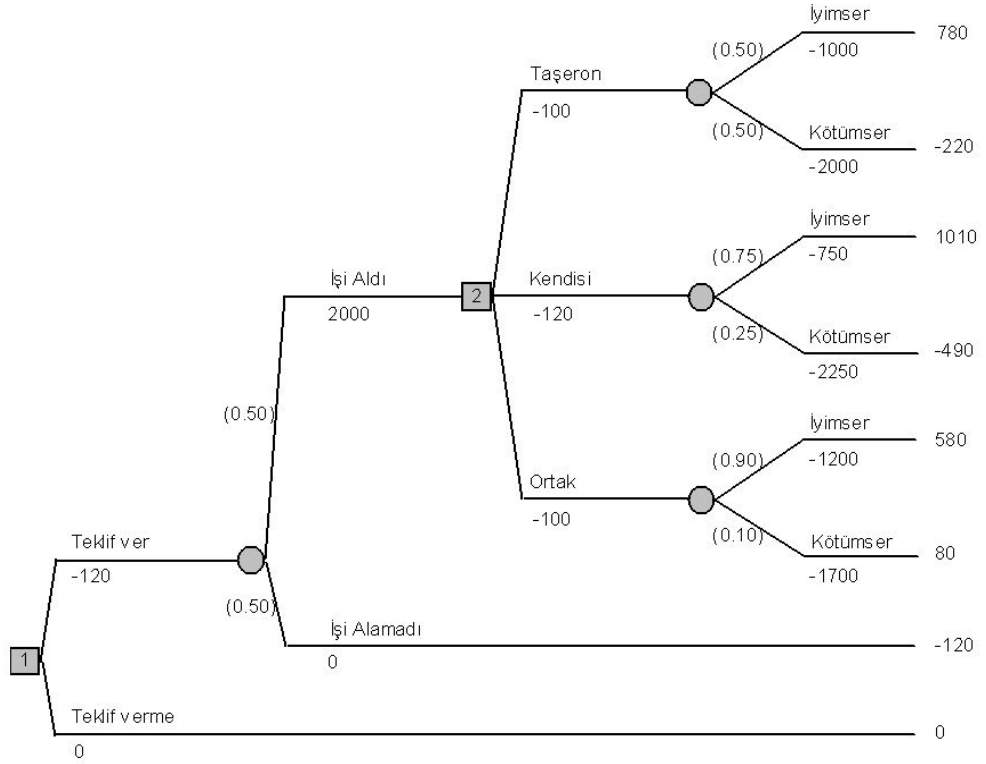 İyimser
780
(0.50)
-1000
Taşeron
-100
(0.50)
Kötümser
-220
-2000
İyimser
1010
(0.75)
-750
İşi Aldı
2
Kendisi
2000
-120
(0.25)
Kötümser
-490
-2250
(0.50)
İyimser
580
(0.90)
-1200
Ortak
-100
(0.10)
Kötümser
80
-1700
Teklif ver
-120
(0.50)
İşi Alamadı
-120
0
1
Teklif verme
0
0